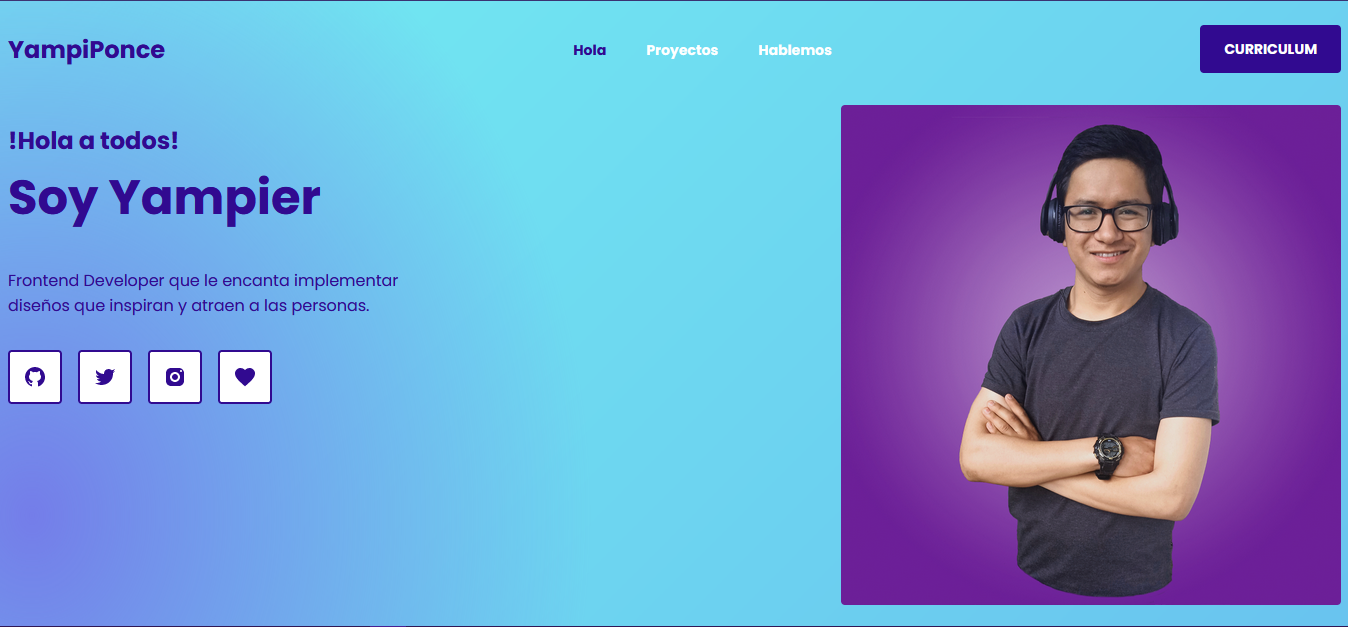 YampiPonce
Hola Proyectos Hablemos
CURRICULUM
!Hola a todos!
Soy Yampier
Frontend Developer que le encanta implementar
diseños que inspiran y atraen a las personas.